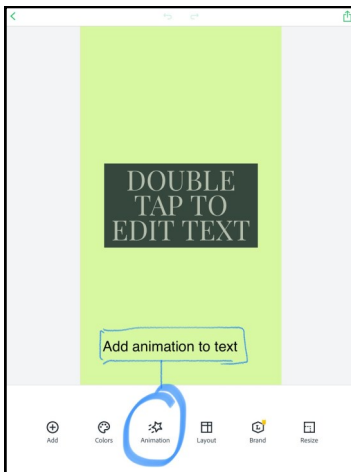 DOUBLE
TAP TO
EDIT TEXT
Add animation to text
Add
Colors
Animation
Layout
Brand
Resize